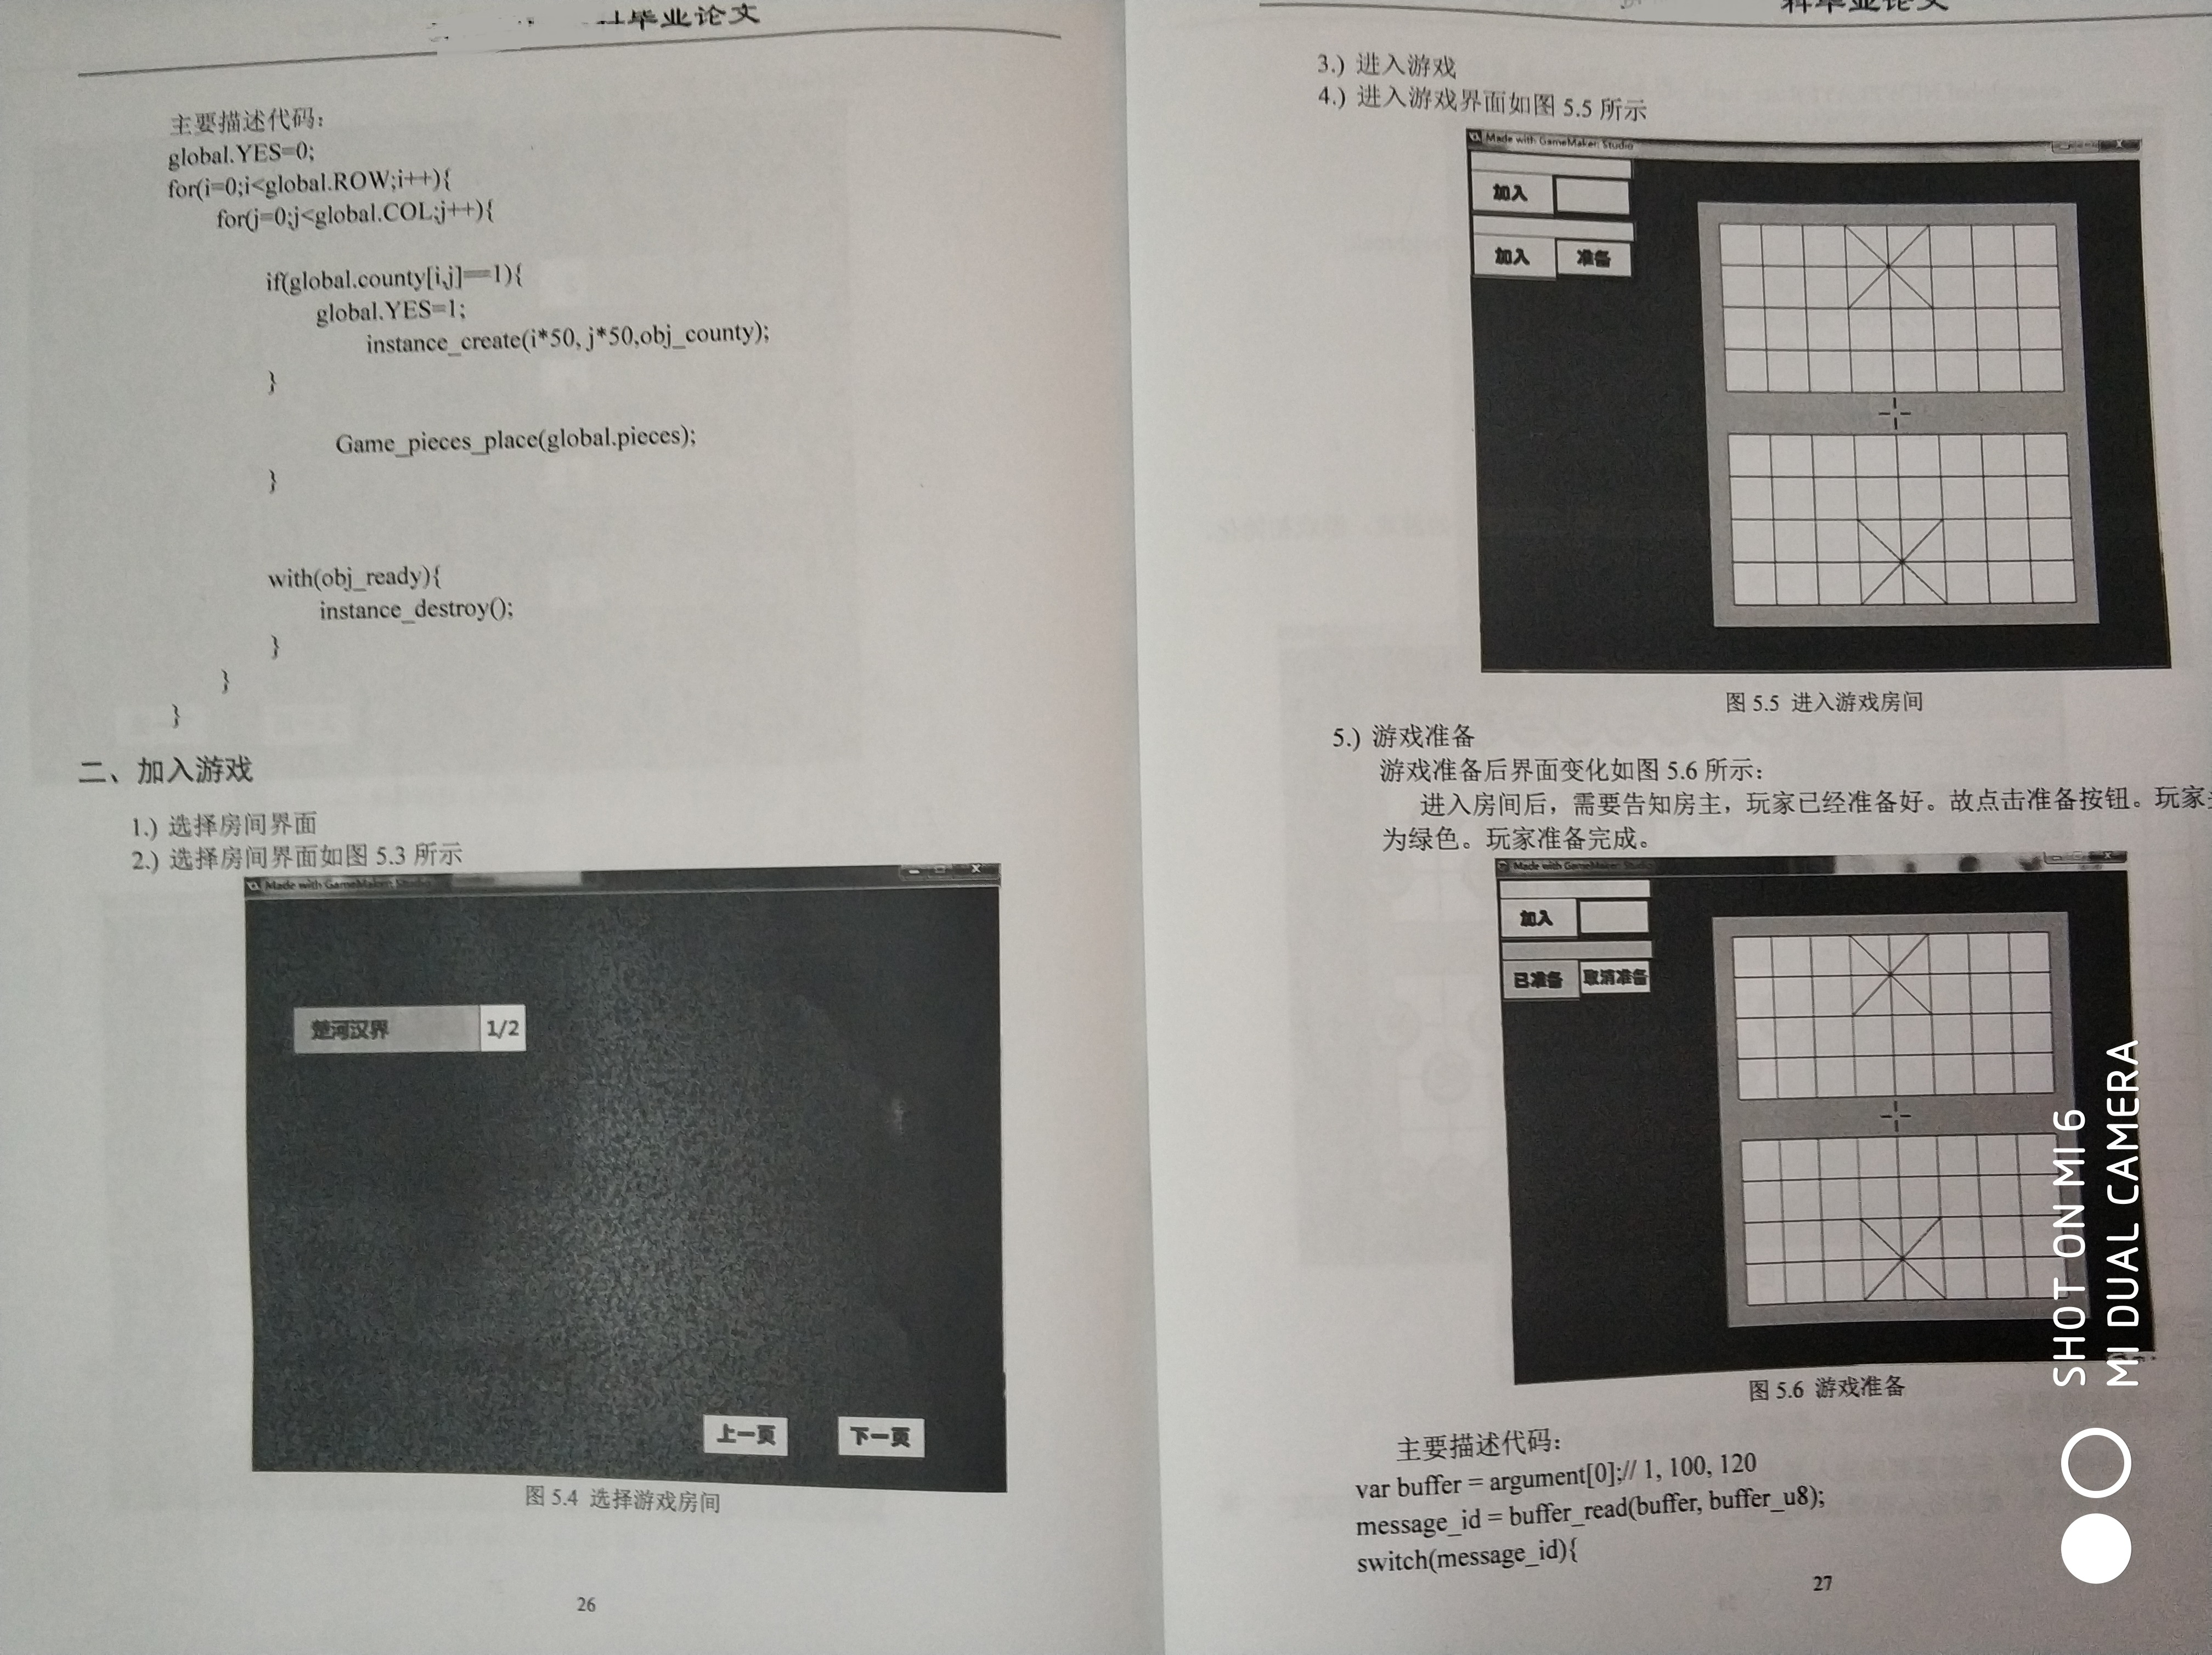 毕业论文
主要描述代码：
global.YES=0;
for(i=0;i<global.ROW;i++){
for(j=0;j<global.COL;j++){
if(global.county[i,j]==1){
global.YES=1;
instance_create(i*50, j*50,obj_county);
}
Game_pieces_place(global.pieces);
}
with(obj_ready){
instance_destroy();
}
}
}
二、加入游戏
1.) 选择房间界面
2.) 选择房间界面如图 5.3 所示
Made with GameMaker: Studio
楚河汉界 1/2
上一页 下一页
图 5.4 选择游戏房间
26
科毕业论文
3.) 进入游戏
4.) 进入游戏界面如图 5.5 所示
Made with GameMaker: Studio
加入
加入 准备
图 5.5 进入游戏房间
5.) 游戏准备
游戏准备后界面变化如图 5.6 所示：
进入房间后，需要告知房主，玩家已经准备好。故点击准备按钮。玩家
为绿色。玩家准备完成。
Made with GameMaker: Studio
加入
已准备 取消准备
图 5.6 游戏准备
主要描述代码：
var buffer = argument[0];// 1, 100, 120
message_id = buffer_read(buffer, buffer_u8);
switch(message_id){
27
SHOT ON MI 6
MI DUAL CAMERA